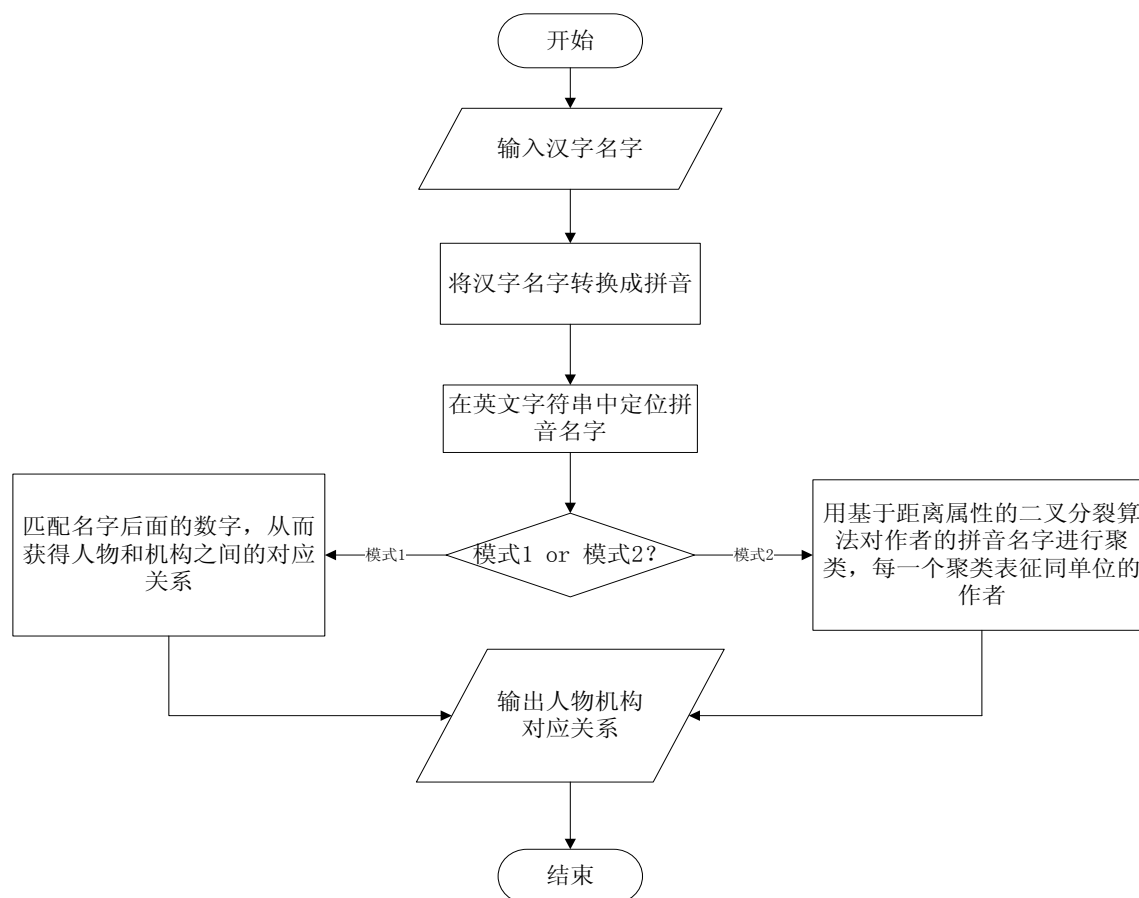 开始
输入汉字名字
将汉字名字转换成拼音
在英文字符串中定位拼
音名字
匹配名字后面的数字，从而
获得人物和机构之间的对应
关系
模式1
模式1 or 模式2?
模式2
用基于距离属性的二叉分裂算
法对作者的拼音名字进行聚
类，每一个聚类表征同单位的
作者
输出人物机构
对应关系
结束